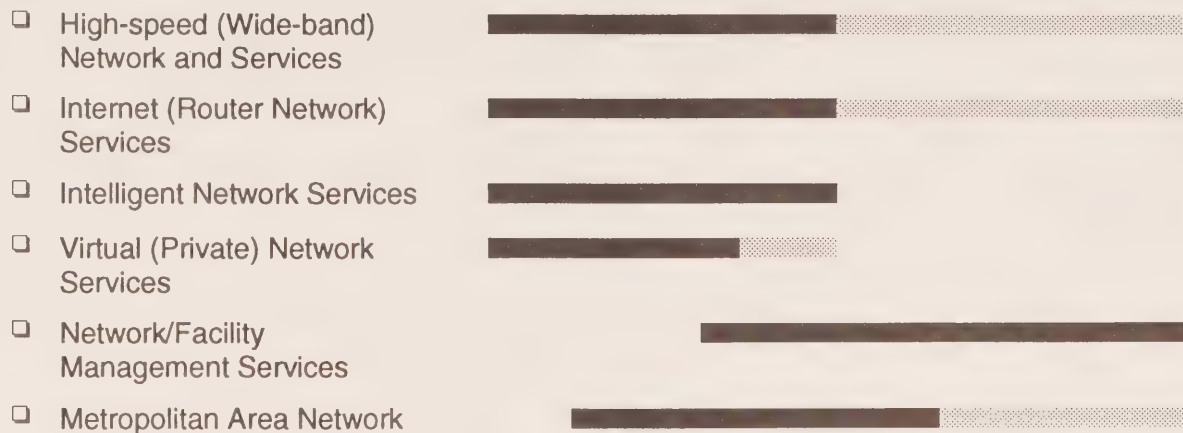 ❏ High-speed (Wide-band)
Network and Services
❏ Internet (Router Network)
Services
❏ Intelligent Network Services
❏ Virtual (Private) Network
Services
❏ Network/Facility
Management Services
❏ Metropolitan Area Network